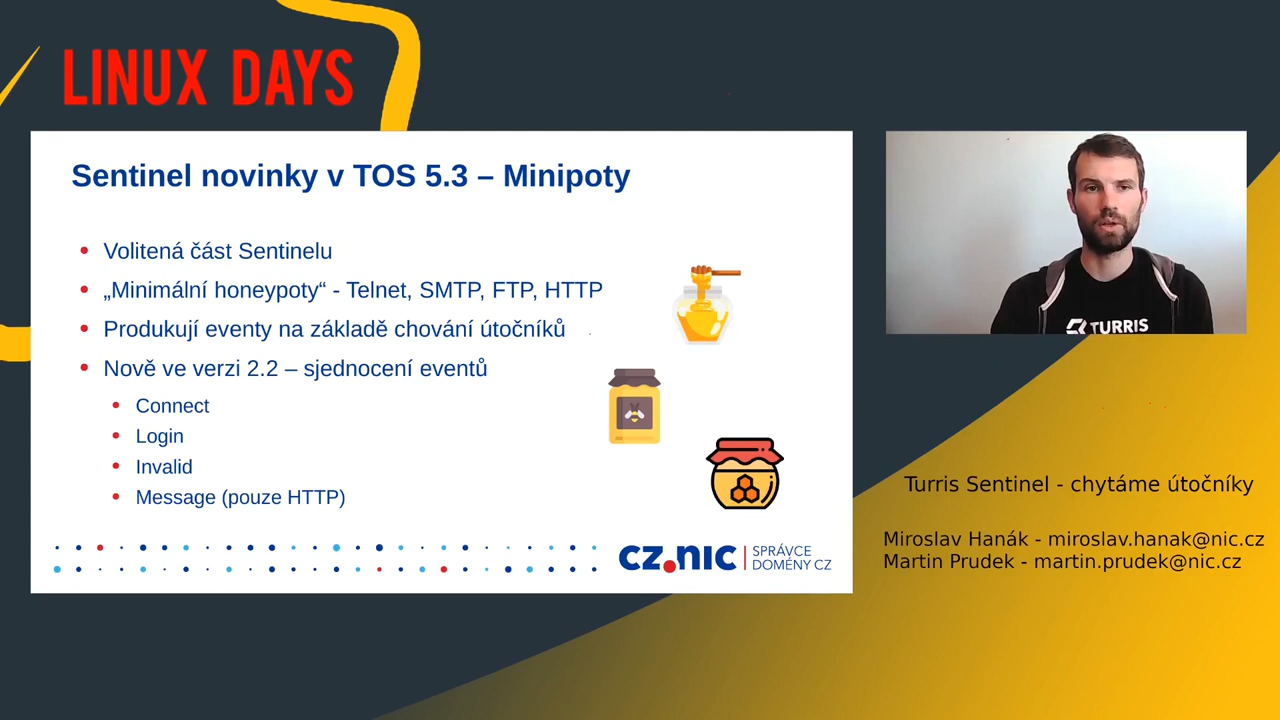 LINUX DAYS
Sentinel novinky v TOS 5.3 – Minipoty
Volitená část Sentinelu
„Minimální honeypoty“ - Telnet, SMTP, FTP, HTTP
Produkují eventy na základě chování útočníků
Nově ve verzi 2.2 – sjednocení eventů
Connect
Login
Invalid
Message (pouze HTTP)
CZ.NIC | SPRÁVCE
DOMÉNY CZ
TURRIS
Turris Sentinel - chytáme útočníky
Miroslav Hanák - miroslav.hanak@nic.cz
Martin Prudek - martin.prudek@nic.cz